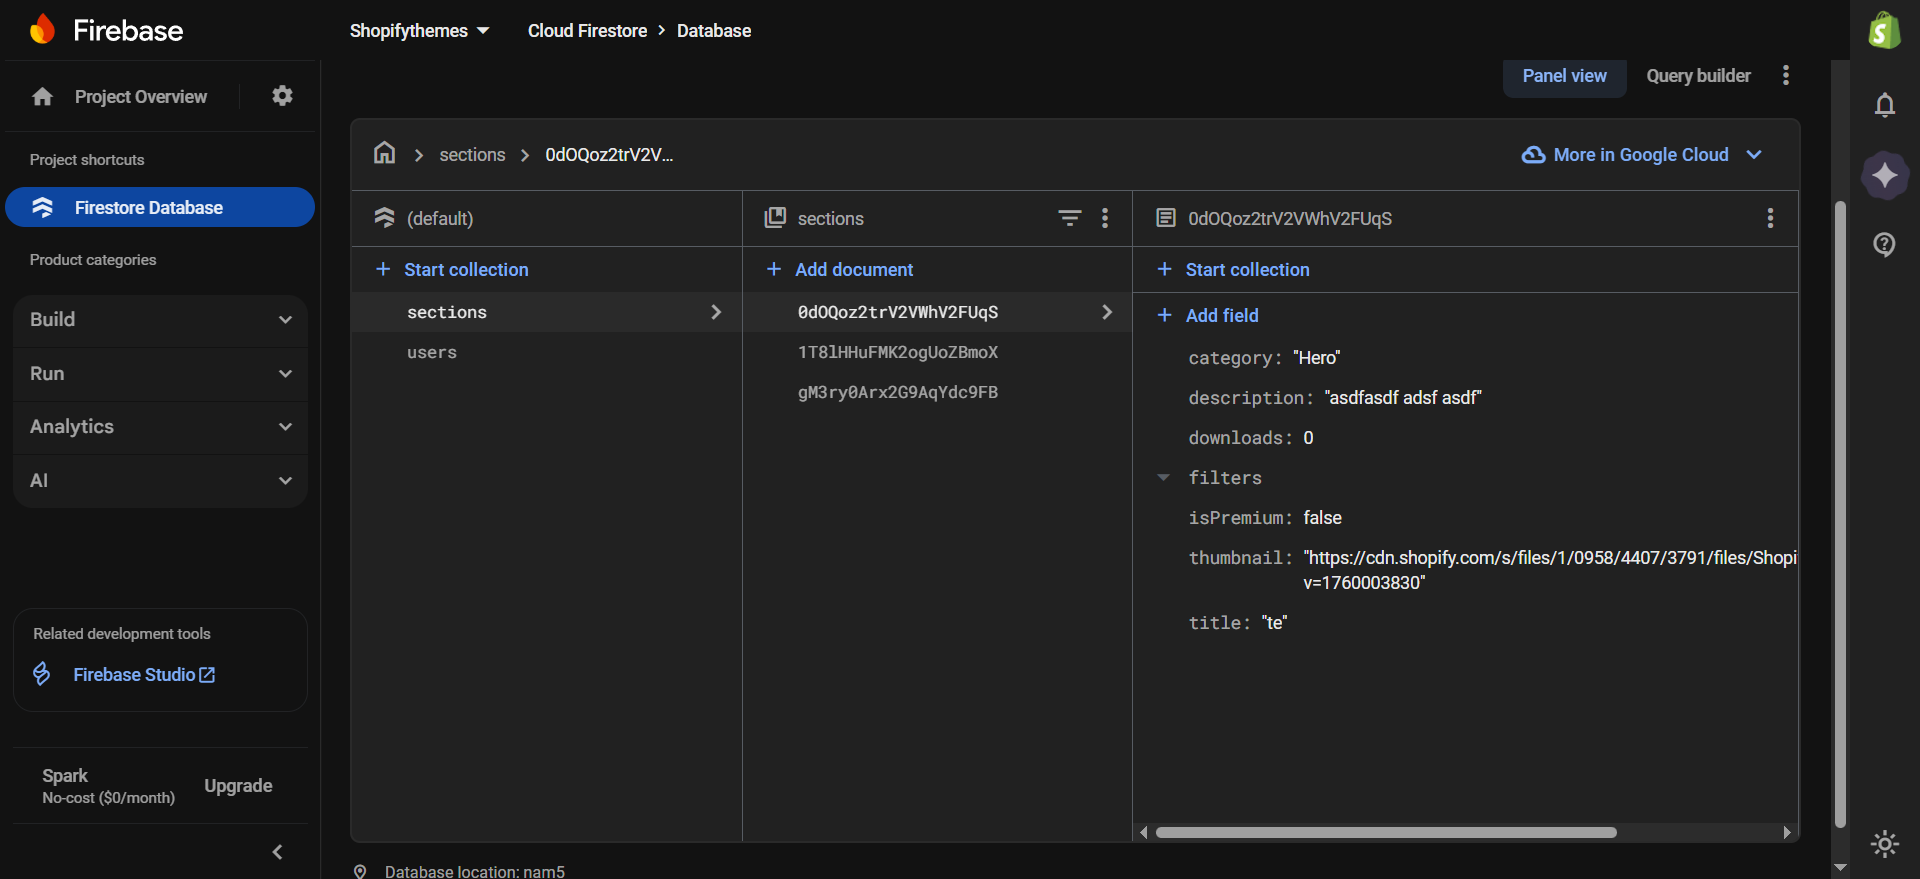 Firebase
Shopifythemes
Cloud Firestore > Database
Project Overview
Panel view
Query builder
Project shortcuts
sections
0dOQoz2trV2V...
More in Google Cloud
Firestore Database
(default)
sections
0dOQoz2trV2VWhV2FUqS
Product categories
+ Start collection
+ Add document
+ Start collection
Build
Run
Analytics
AI
sections
users
0dOQoz2trV2VWhV2FUqS
1T8lHHuFMK2ogUoZBmoX
gM3ry0Arx2G9AqYdc9FB
+ Add field
category: "Hero"
description: "asdfasdf adsf asdf"
downloads: 0
filters
isPremium: false
thumbnail: "https://cdn.shopify.com/s/files/1/0958/4407/3791/files/Shopi
v=1760003830"
title: "te"
Related development tools
Firebase Studio
Spark
No-cost ($0/month)
Upgrade
Database location: nam5